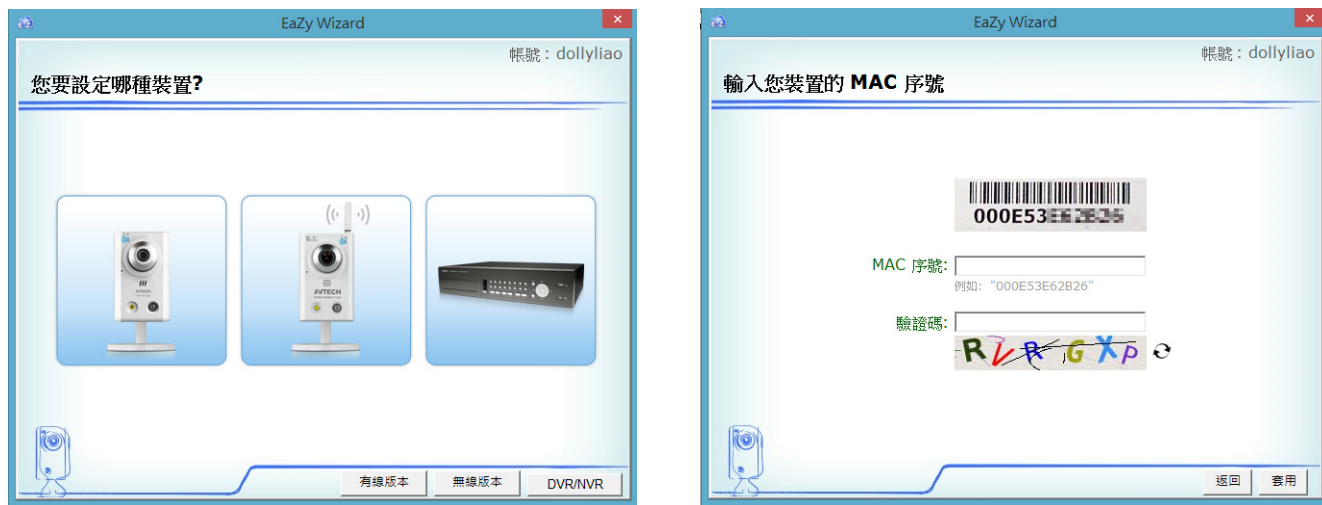 EaZy Wizard
帳號：dollyliao
您要設定哪種裝置?
AVTECH
AVTECH
有線版本
無線版本
DVR/NVR
EaZy Wizard
帳號：dollyliao
輸入您裝置的 MAC 序號
000E53
MAC 序號:
例如: "000E53E62B26"
驗證碼:
RVRGXP
返回
套用